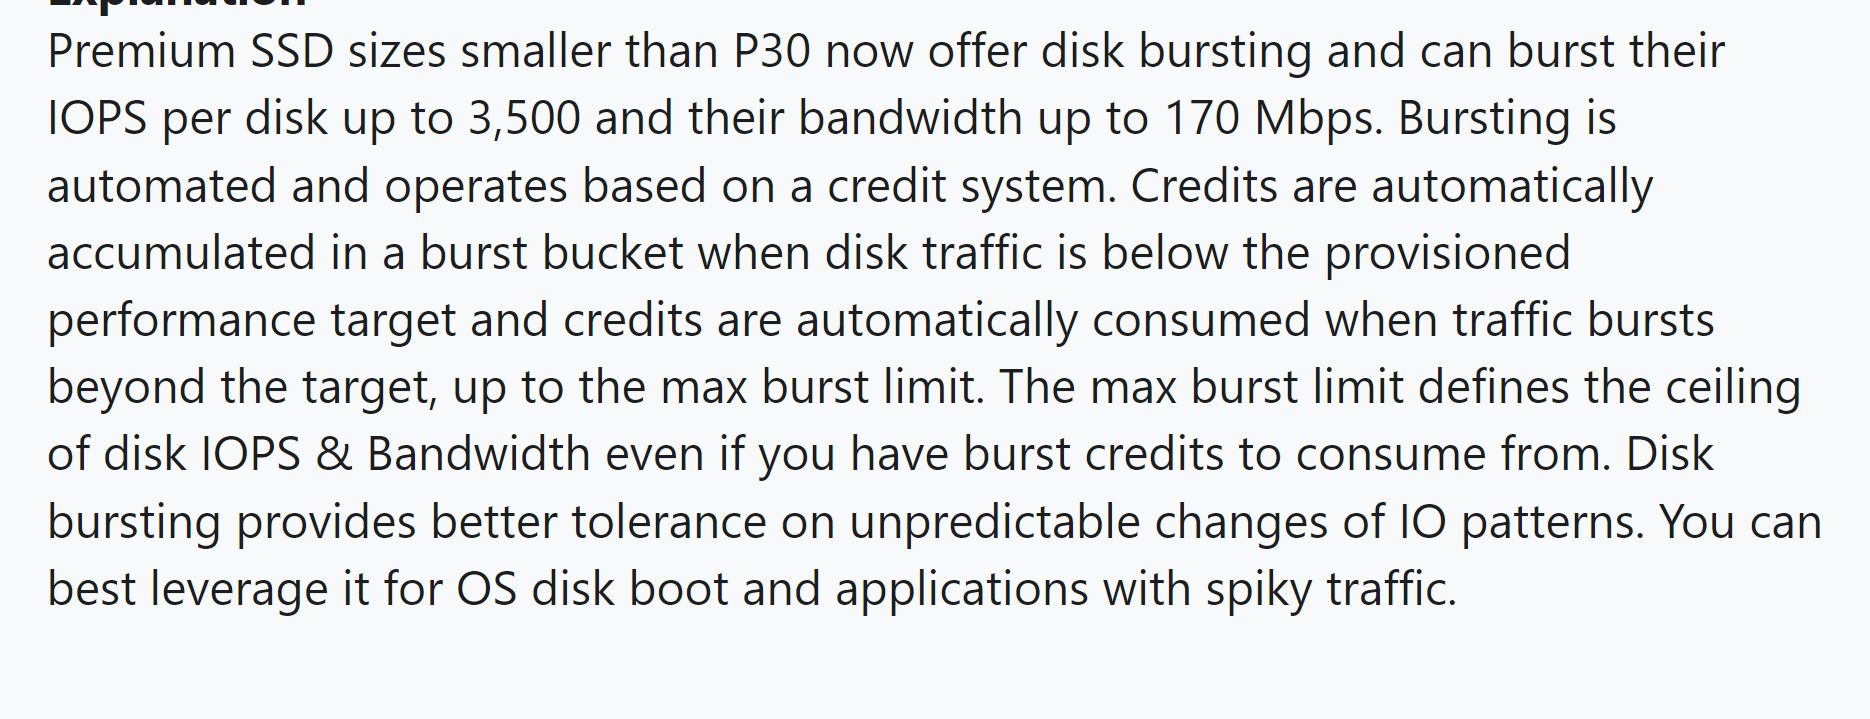 Explanation
Premium SSD sizes smaller than P30 now offer disk bursting and can burst their
IOPS per disk up to 3,500 and their bandwidth up to 170 Mbps. Bursting is
automated and operates based on a credit system. Credits are automatically
accumulated in a burst bucket when disk traffic is below the provisioned
performance target and credits are automatically consumed when traffic bursts
beyond the target, up to the max burst limit. The max burst limit defines the ceiling
of disk IOPS & Bandwidth even if you have burst credits to consume from. Disk
bursting provides better tolerance on unpredictable changes of IO patterns. You can
best leverage it for OS disk boot and applications with spiky traffic.